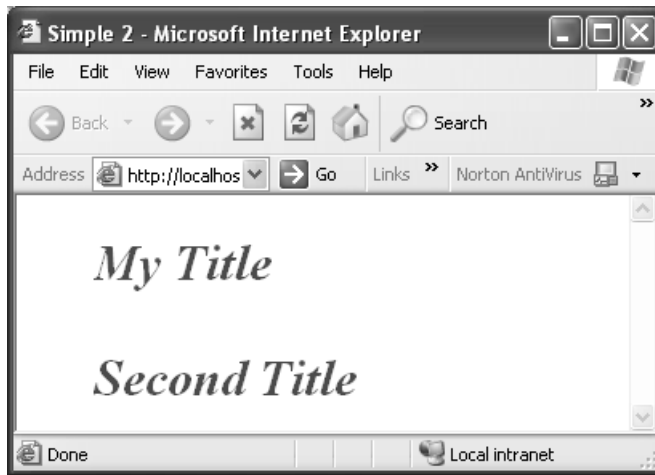 Simple 2 - Microsoft Internet Explorer
File Edit View Favorites Tools Help
Back Search
Address http://localhos Go Links Norton AntiVirus
My Title
Second Title
Done Local intranet